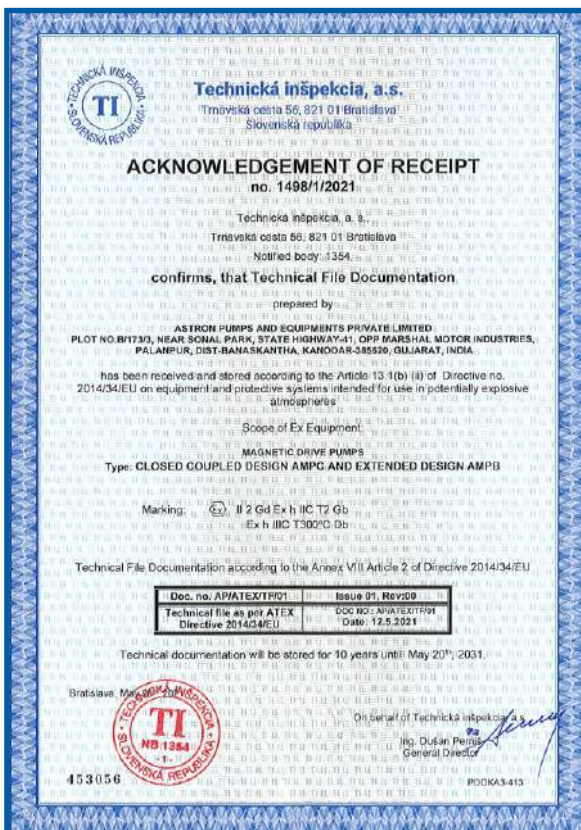 TECHNICKÁ INŠPEKCIA
TI
SLOVENSKÁ REPUBLIKA
Technická inšpekcia, a.s.
Trnavská cesta 56, 821 01 Bratislava
Slovenská republika
ACKNOWLEDGEMENT OF RECEIPT
no. 1498/1/2021
Technická inšpekcia, a. s.,
Trnavská cesta 56, 821 01 Bratislava
Notified body: 1354,
confirms, that Technical File Documentation
prepared by
ASTRON PUMPS AND EQUIPMENTS PRIVATE LIMITED
PLOT NO.B/173/3, NEAR SONAL PARK, STATE HIGHWAY-41, OPP MARSHAL MOTOR INDUSTRIES,
PALANPUR, DIST-BANASKANTHA, KANODAR-385520, GUJARAT, INDIA
has been received and stored according to the Article 13.1(b) (ii) of Directive no.
2014/34/EU on equipment and protective systems intended for use in potentially explosive
atmospheres
Scope of Ex Equipment:
MAGNETIC DRIVE PUMPS
Type: CLOSED COUPLED DESIGN AMPC AND EXTENDED DESIGN AMPB
Marking: Ex II 2 Gd Ex h IIC T2 Gb
Ex h IIIC T300°C Db
Technical File Documentation according to the Annex VIII Article 2 of Directive 2014/34/EU
Doc. no. AP/ATEX/TF/01 Issue 01, Rev:00
Technical file as per ATEX DOC NO.: AP/ATEX/TF/01
Directive 2014/34/EU Date: 12.5.2021
Technical documentation will be stored for 10 years until May 20th, 2031.
Bratislava, May
On behalf of Technická inšpekcia, a.s.
TECHNICKÁ INŠPEKCIA
TI
NB 1354
- 1 -
SLOVENSKÁ REPUBLIKA
Ing. Dušan Perniš
General Director
453056
PDOKA3-413